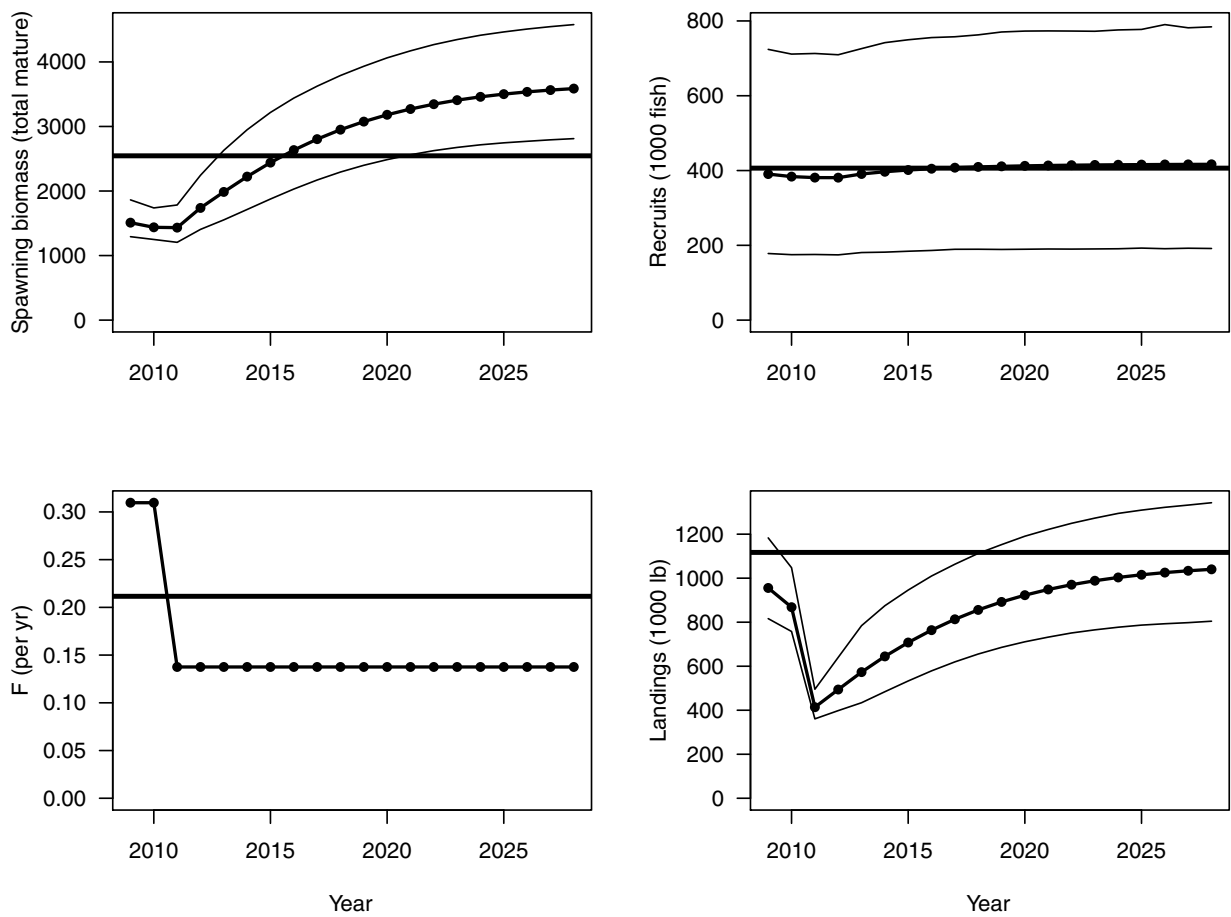 Spawning biomass (total mature)
4000
3000
2000
1000
0
2010 2015 2020 2025
Recruits (1000 fish)
800
600
400
200
0
2010 2015 2020 2025
F (per yr)
0.30
0.25
0.20
0.15
0.10
0.05
0.00
2010 2015 2020 2025
Year
Landings (1000 lb)
1200
1000
800
600
400
200
0
2010 2015 2020 2025
Year